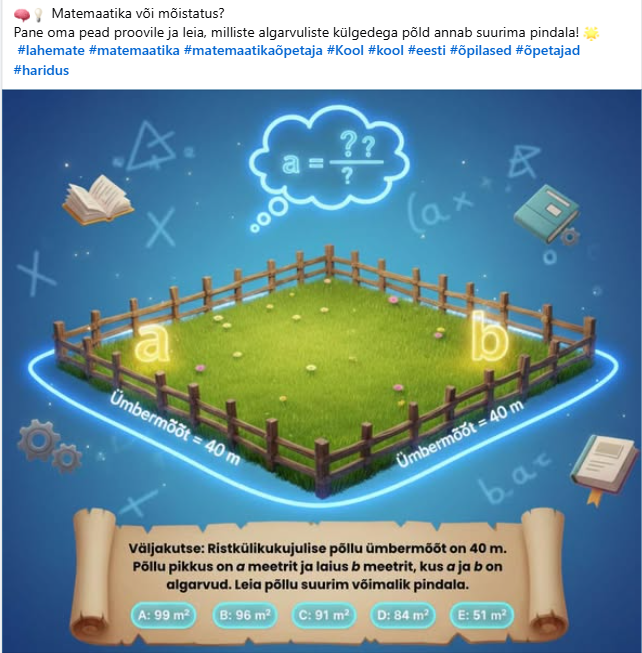 🧠💡 Matemaatika või mõistatus?
Pane oma pead proovile ja leia, milliste algarvuliste külgedega põld annab suurima pindala! 🌟
#lahemate #matemaatika #matemaatikaõpetaja #Kool #kool #eesti #õpilased #õpetajad
#haridus
a = ??/?
(a x
a
b
Ümbermõõt = 40 m
Ümbermõõt = 40 m
b a c
Väljakutse: Ristkülikukujulise põllu ümbermõõt on 40 m.
Põllu pikkus on a meetrit ja laius b meetrit, kus a ja b on
algarvud. Leia põllu suurim võimalik pindala.
A: 99 m² B: 96 m² C: 91 m² D: 84 m² E: 51 m²